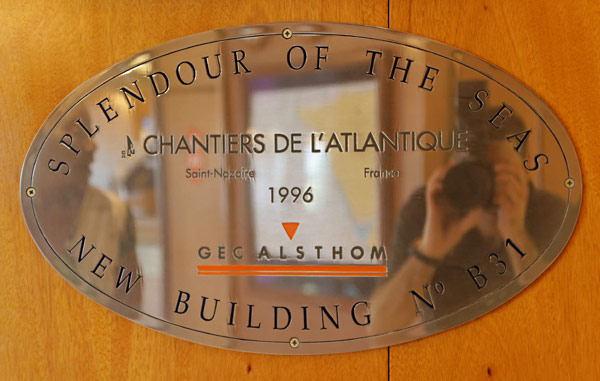 SPLENDOUR OF THE SEAS
CHANTIERS DE L'ATLANTIQUE
Saint-Nazaire France
1996
GEC ALSTHOM
NEW BUILDING Nº B31